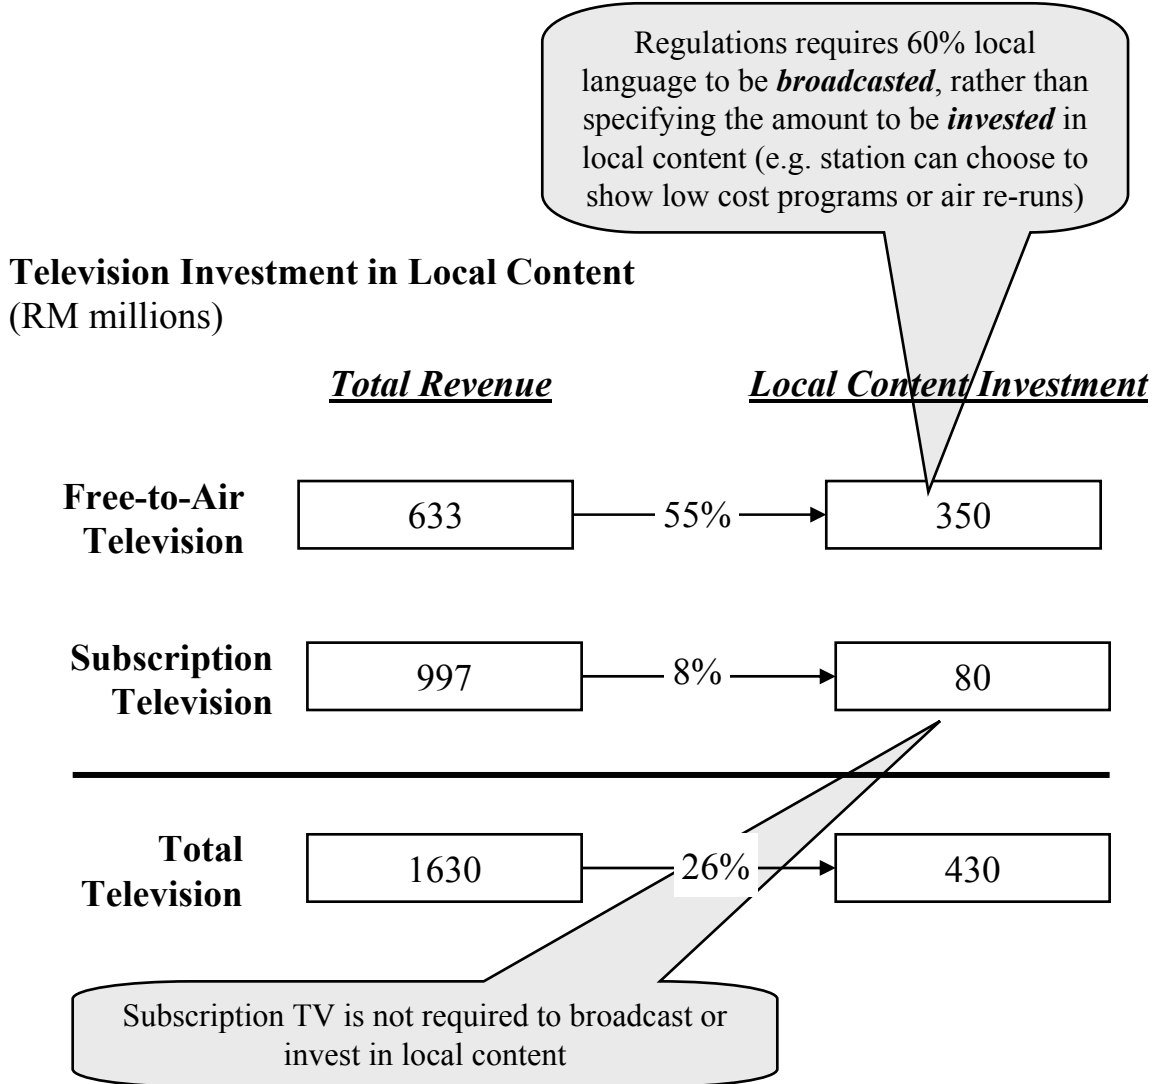 Regulations requires 60% local
language to be broadcasted, rather than
specifying the amount to be invested in
local content (e.g. station can choose to
show low cost programs or air re-runs)
Television Investment in Local Content
(RM millions)
Total Revenue
Local Content Investment
Free-to-Air
Television
633
55%
350
Subscription
Television
997
8%
80
Total
Television
1630
26%
430
Subscription TV is not required to broadcast or
invest in local content